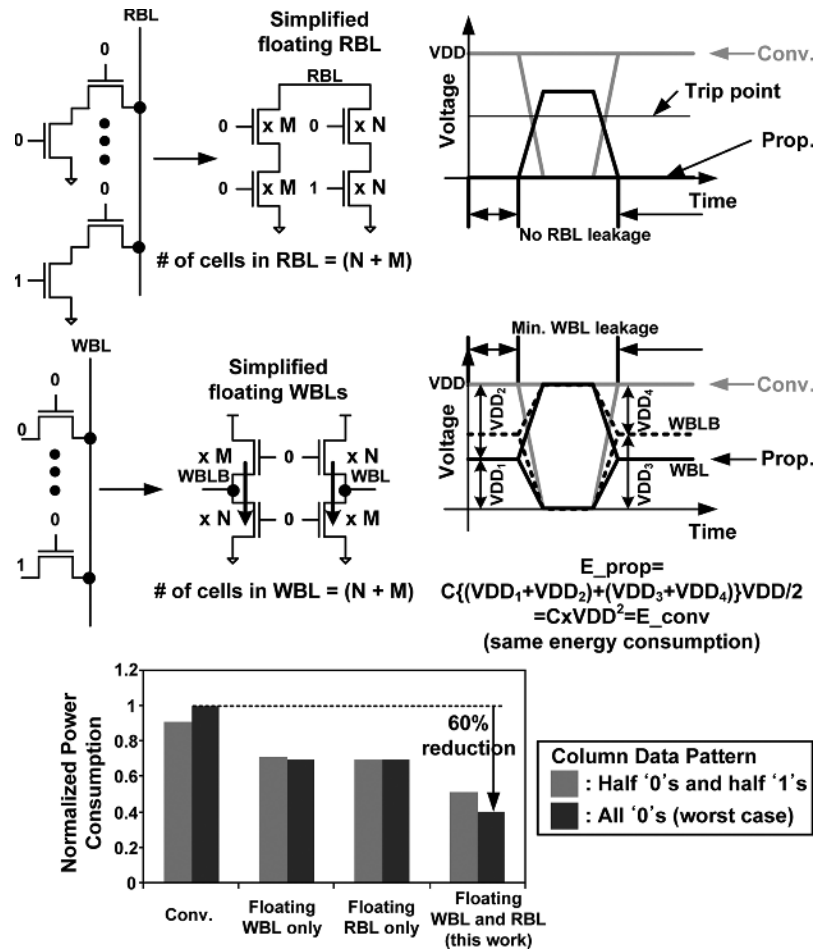 RBL
0
0
0
1
Simplified
floating RBL
RBL
0
x M
0
x N
0
x M
1
x N
# of cells in RBL = (N + M)
VDD
Voltage
Conv.
Trip point
Prop.
Time
No RBL leakage
WBL
0
0
0
1
Simplified
floating WBLs
x M
0
x N
WBLB
WBL
x N
0
x M
# of cells in WBL = (N + M)
Min. WBL leakage
VDD
Voltage
VDD₂
VDD₁
VDD₄
VDD₃
Conv.
WBLB
WBL
Prop.
Time
E_prop=
C{(VDD₁+VDD₂)+(VDD₃+VDD₄)}VDD/2
=CxVDD²=E_conv
(same energy consumption)
Normalized Power
Consumption
1.2
1
0.8
0.6
0.4
0.2
0
60%
reduction
Conv.
Floating
WBL only
Floating
RBL only
Floating
WBL and RBL
(this work)
Column Data Pattern
: Half '0's and half '1's
: All '0's (worst case)